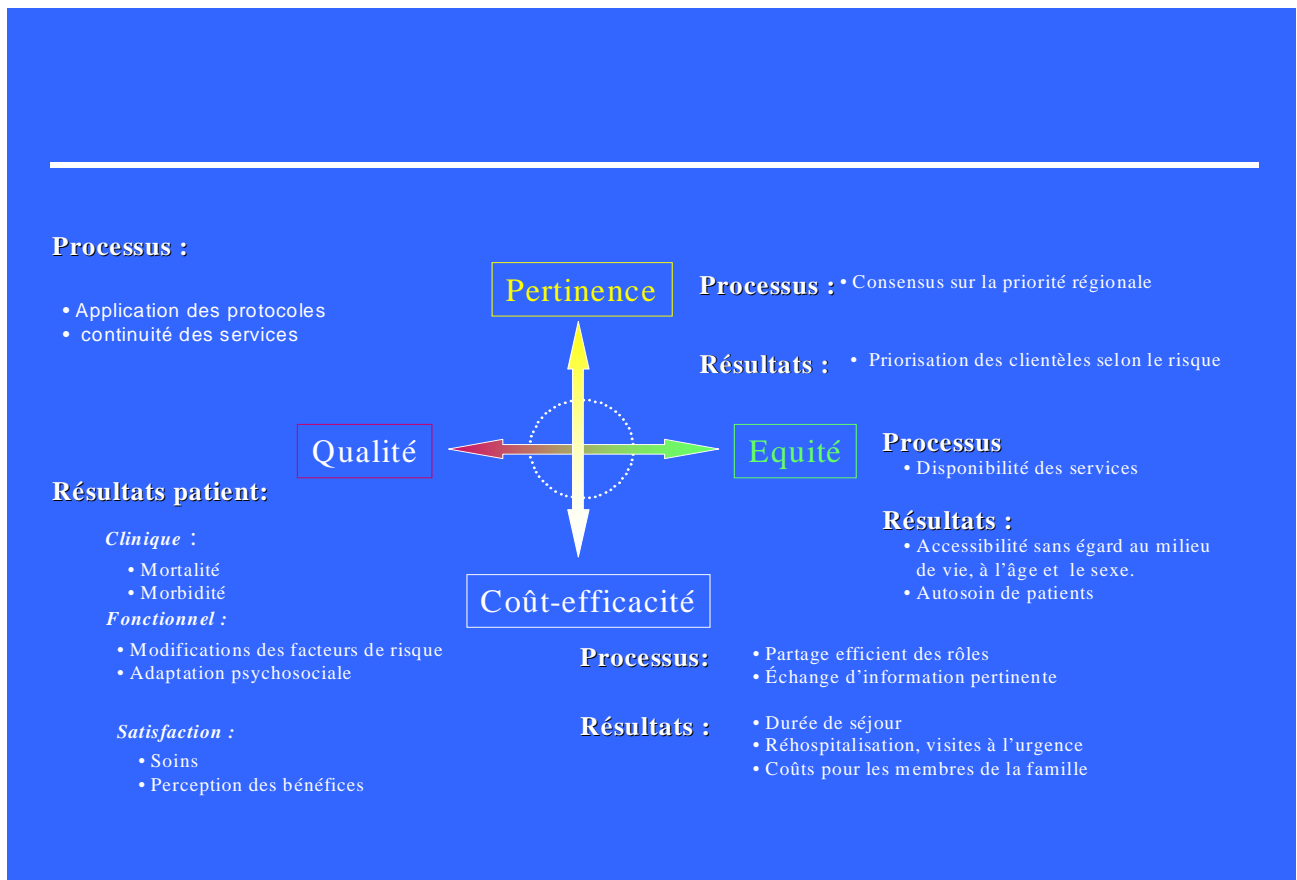 Processus :
• Application des protocoles
• continuité des services
Pertinence
Processus : • Consensus sur la priorité régionale
Résultats : • Priorisation des clientèles selon le risque
Qualité
Equité
Processus
• Disponibilité des services
Résultats :
• Accessibilité sans égard au milieu
de vie, à l’âge et le sexe.
• Autosoin de patients
Résultats patient:
Clinique :
• Mortalité
• Morbidité
Fonctionnel :
• Modifications des facteurs de risque
• Adaptation psychosociale
Satisfaction :
• Soins
• Perception des bénéfices
Coût-efficacité
Processus: • Partage efficient des rôles
• Échange d’information pertinente
Résultats : • Durée de séjour
• Réhospitalisation, visites à l’urgence
• Coûts pour les membres de la famille